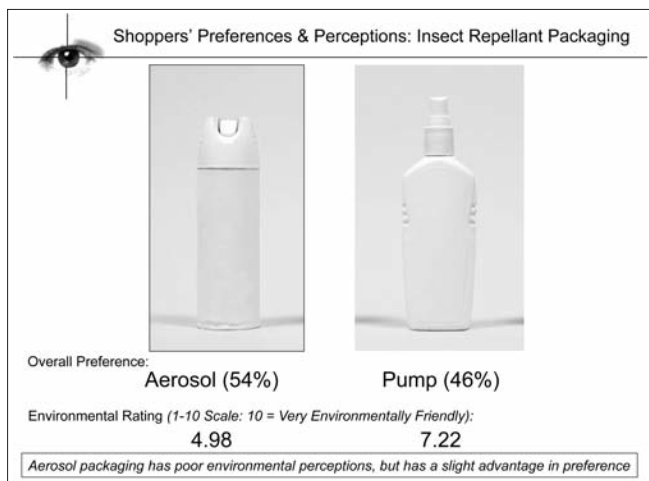 Shoppers' Preferences & Perceptions: Insect Repellant Packaging
Overall Preference:
Aerosol (54%) Pump (46%)
Environmental Rating (1-10 Scale: 10 = Very Environmentally Friendly):
4.98 7.22
Aerosol packaging has poor environmental perceptions, but has a slight advantage in preference